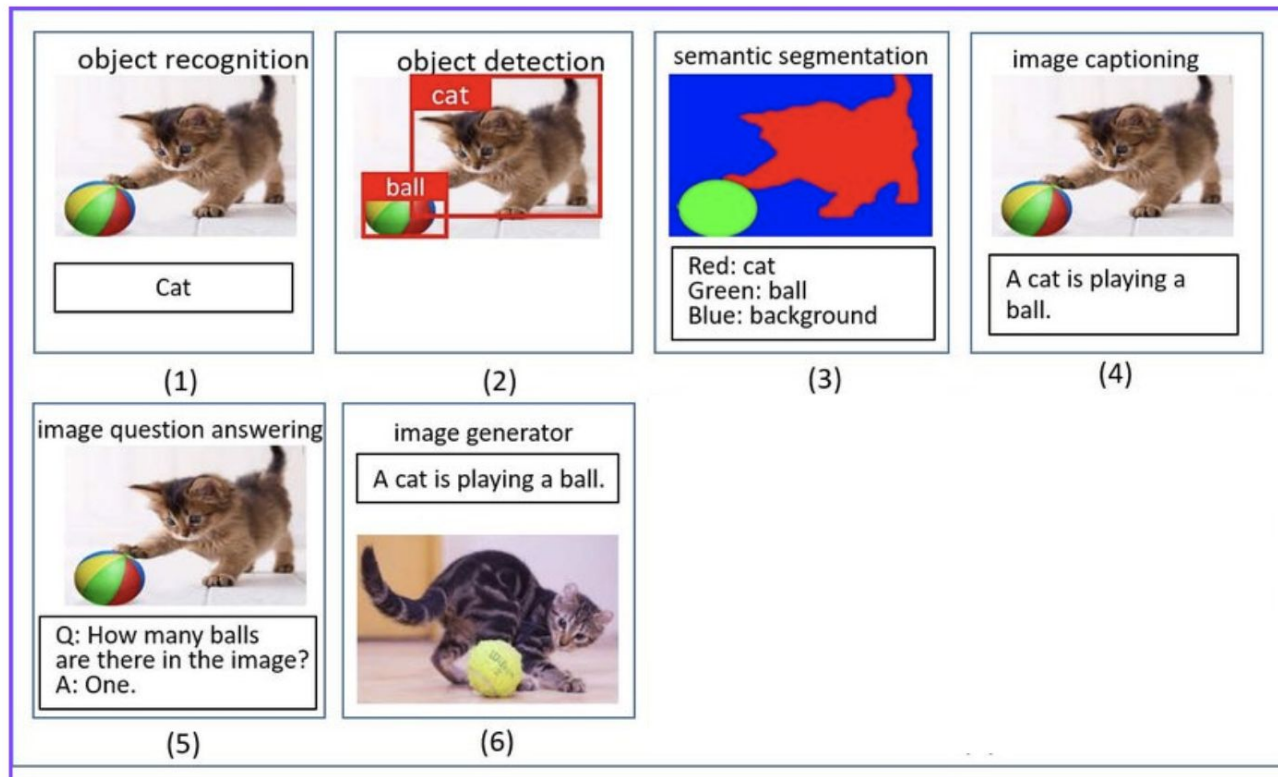 object recognition
object detection
semantic segmentation
image captioning
cat
ball
Cat
Red: cat
Green: ball
Blue: background
A cat is playing a
ball.
(1)
(2)
(3)
(4)
image question answering
image generator
A cat is playing a ball.
Q: How many balls
are there in the image?
A: One.
(5)
(6)